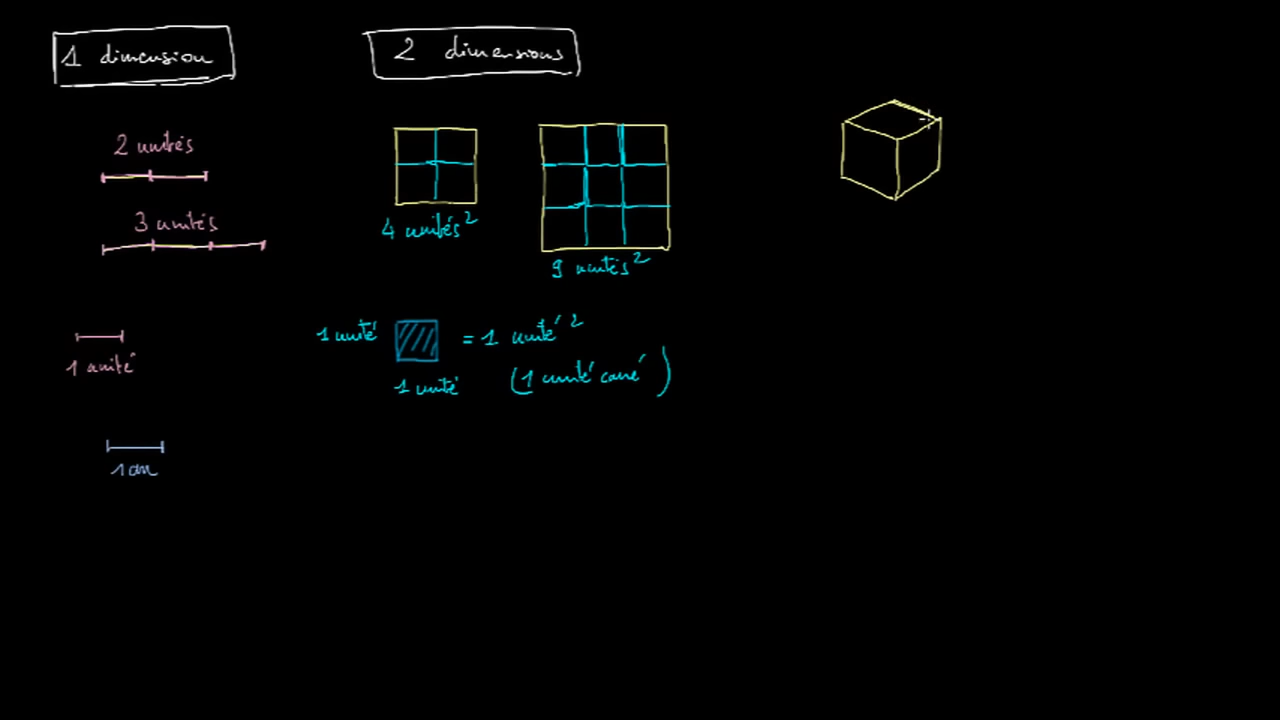 1 dimension
2 unités
3 unités
1 unité
1 cm
2 dimensions
4 unités²
9 unités²
1 unité
= 1 unité²
1 unité
(1 unité carré)